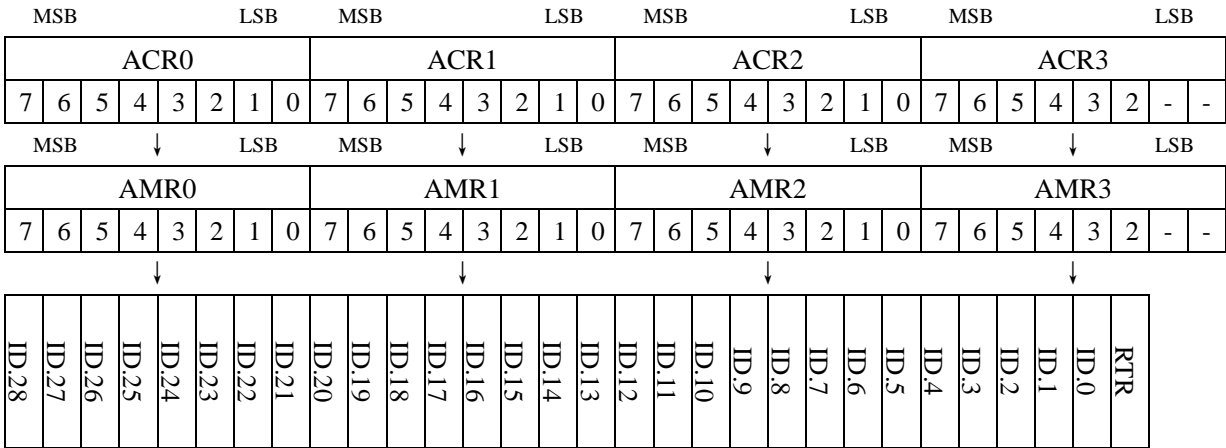 MSB LSB MSB LSB MSB LSB MSB LSB
ACR0 ACR1 ACR2 ACR3
7 6 5 4 3 2 1 0 7 6 5 4 3 2 1 0 7 6 5 4 3 2 1 0 7 6 5 4 3 2 - -
↓ ↓ ↓ ↓
MSB LSB MSB LSB MSB LSB MSB LSB
AMR0 AMR1 AMR2 AMR3
7 6 5 4 3 2 1 0 7 6 5 4 3 2 1 0 7 6 5 4 3 2 1 0 7 6 5 4 3 2 - -
↓ ↓ ↓ ↓
ID.28 ID.27 ID.26 ID.25 ID.24 ID.23 ID.22 ID.21 ID.20 ID.19 ID.18 ID.17 ID.16 ID.15 ID.14 ID.13 ID.12 ID.11 ID.10 ID.9 ID.8 ID.7 ID.6 ID.5 ID.4 ID.3 ID.2 ID.1 ID.0 RTR